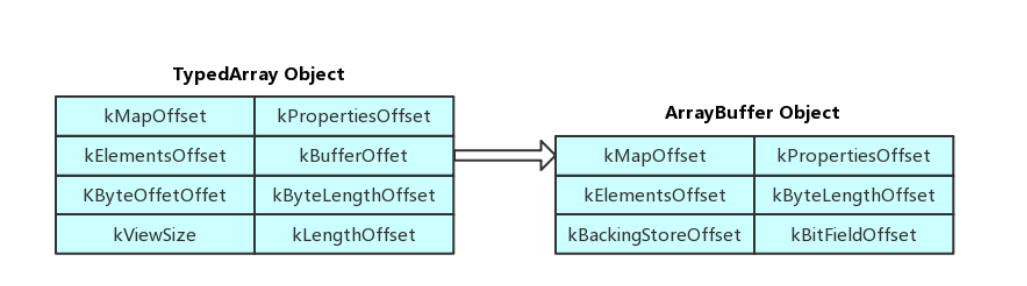 TypedArray Object
kMapOffset kPropertiesOffset
kElementsOffset kBufferOffet
KByteOffetOffet kByteLengthOffset
kViewSize kLengthOffset
ArrayBuffer Object
kMapOffset kPropertiesOffset
kElementsOffset kByteLengthOffset
kBackingStoreOffset kBitFieldOffset